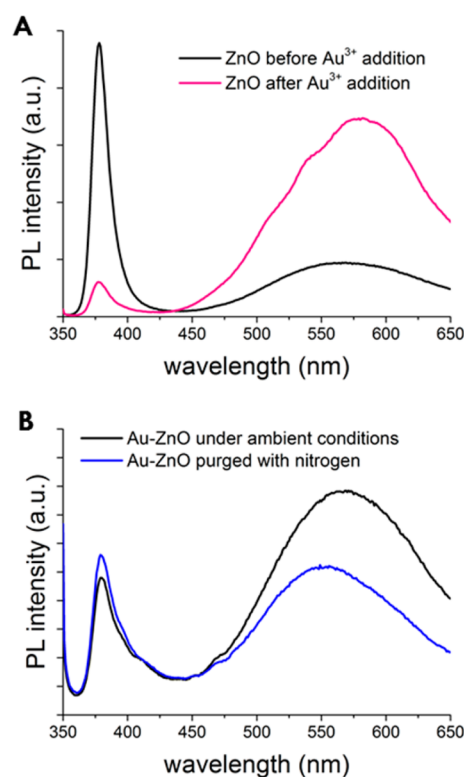 A
ZnO before Au³⁺ addition
ZnO after Au³⁺ addition
PL intensity (a.u.)
350 400 450 500 550 600 650
wavelength (nm)
B
Au-ZnO under ambient conditions
Au-ZnO purged with nitrogen
PL intensity (a.u.)
350 400 450 500 550 600 650
wavelength (nm)